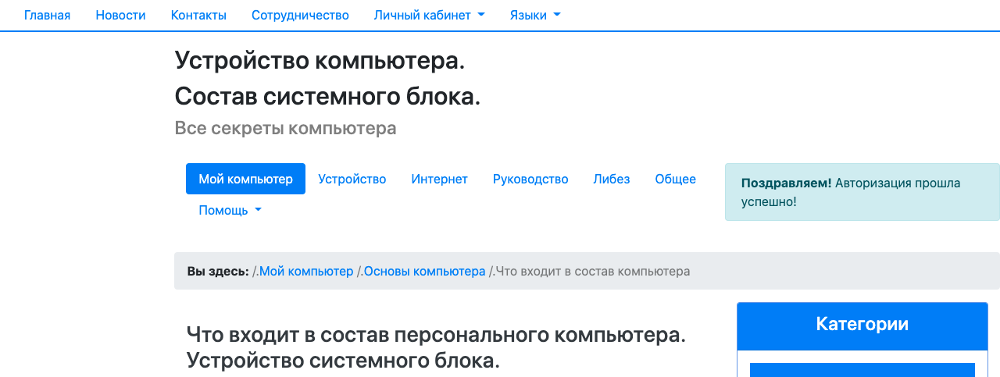 Главная Новости Контакты Сотрудничество Личный кабинет Языки
Устройство компьютера.
Состав системного блока.
Все секреты компьютера
Мой компьютер Устройство Интернет Руководство Либез Общее
Помощь
Поздравляем! Авторизация прошла
успешно!
Вы здесь: /.Мой компьютер /.Основы компьютера /.Что входит в состав компьютера
Что входит в состав персонального компьютера.
Устройство системного блока.
Категории